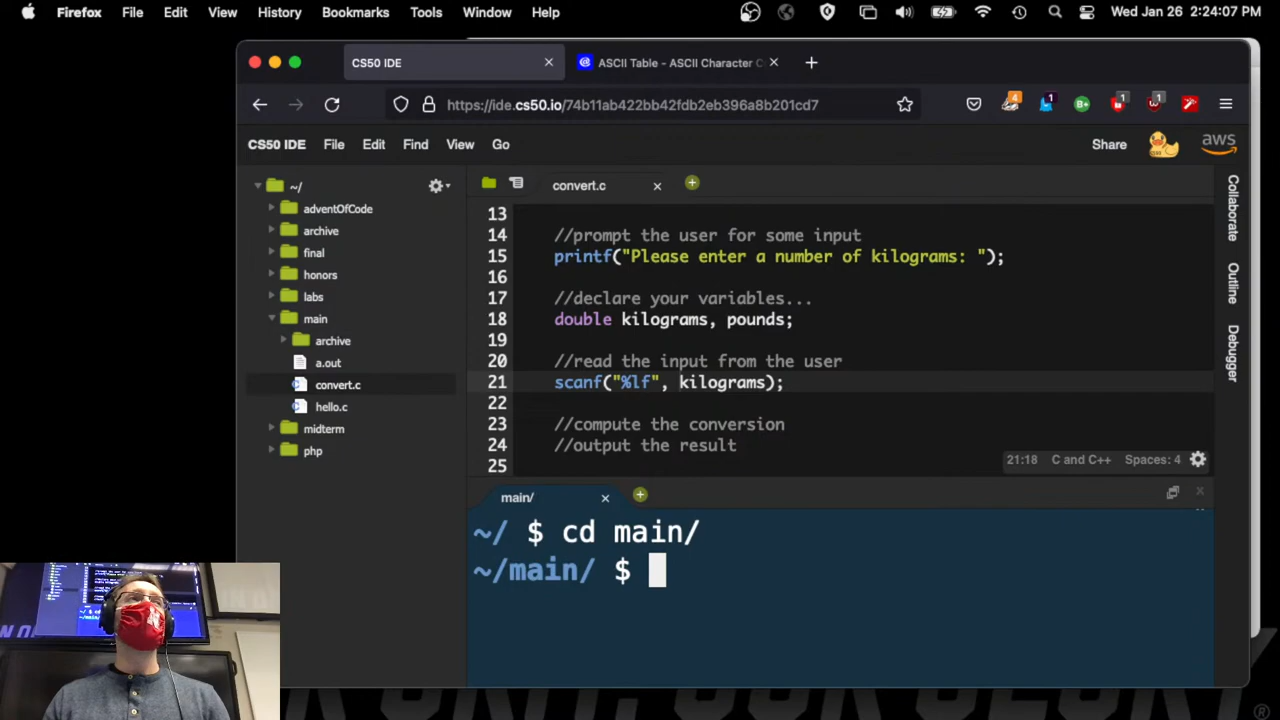 Firefox File Edit View History Bookmarks Tools Window Help Wed Jan 26 2:24:07 PM
CS50 IDE
ASCII Table - ASCII Character C
https://ide.cs50.io/74b11ab422bb42fdb2eb396a8b201cd7
4 1 B+ 1 1
CS50 IDE File Edit Find View Go Share aws
~/
adventOfCode
archive
final
honors
labs
main
archive
a.out
convert.c
hello.c
midterm
php
convert.c
13
14 //prompt the user for some input
15 printf("Please enter a number of kilograms: ");
16
17 //declare your variables...
18 double kilograms, pounds;
19
20 //read the input from the user
21 scanf("%lf", kilograms);
22
23 //compute the conversion
24 //output the result
25
21:18 C and C++ Spaces: 4
Collaborate
Outline
Debugger
main/
~/ $ cd main/
~/main/ $